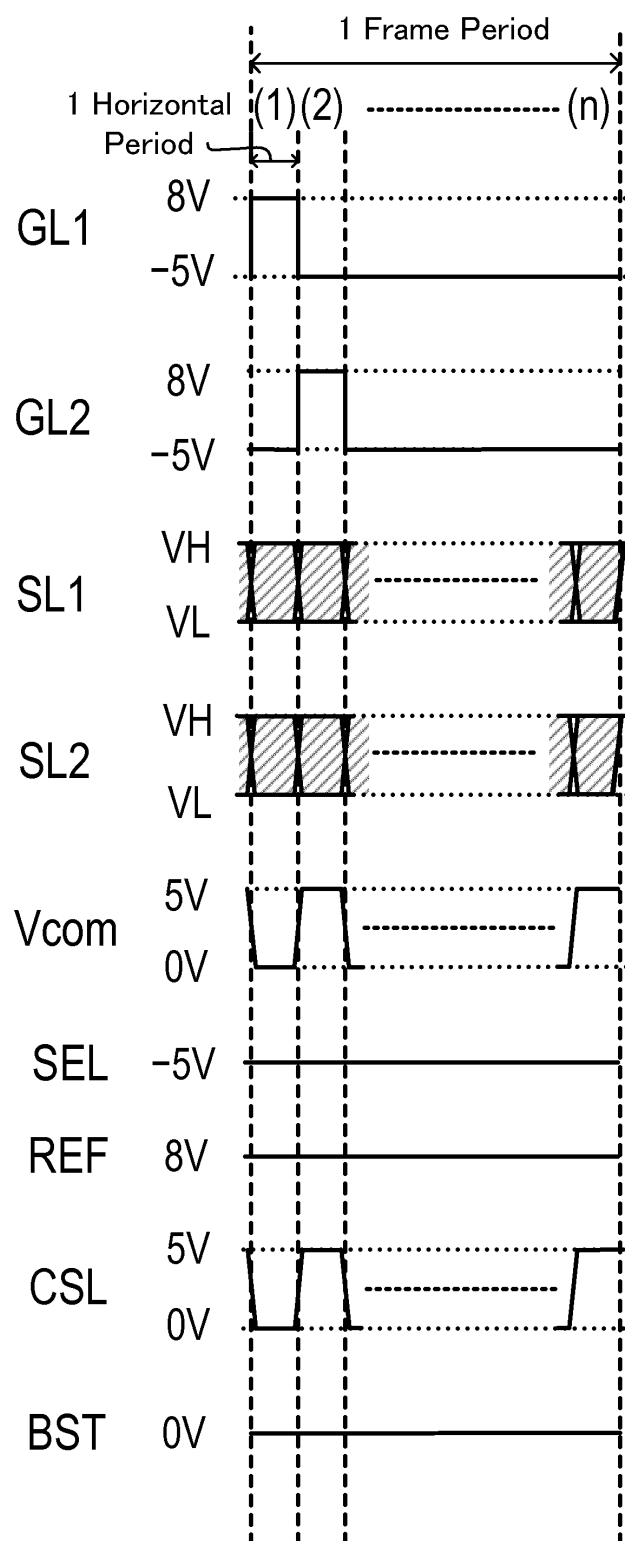 1 Frame Period
1 Horizontal Period
(1) (2) (n)
GL1 8V −5V
GL2 8V −5V
SL1 VH VL
SL2 VH VL
Vcom 5V 0V
SEL −5V
REF 8V
CSL 5V 0V
BST 0V